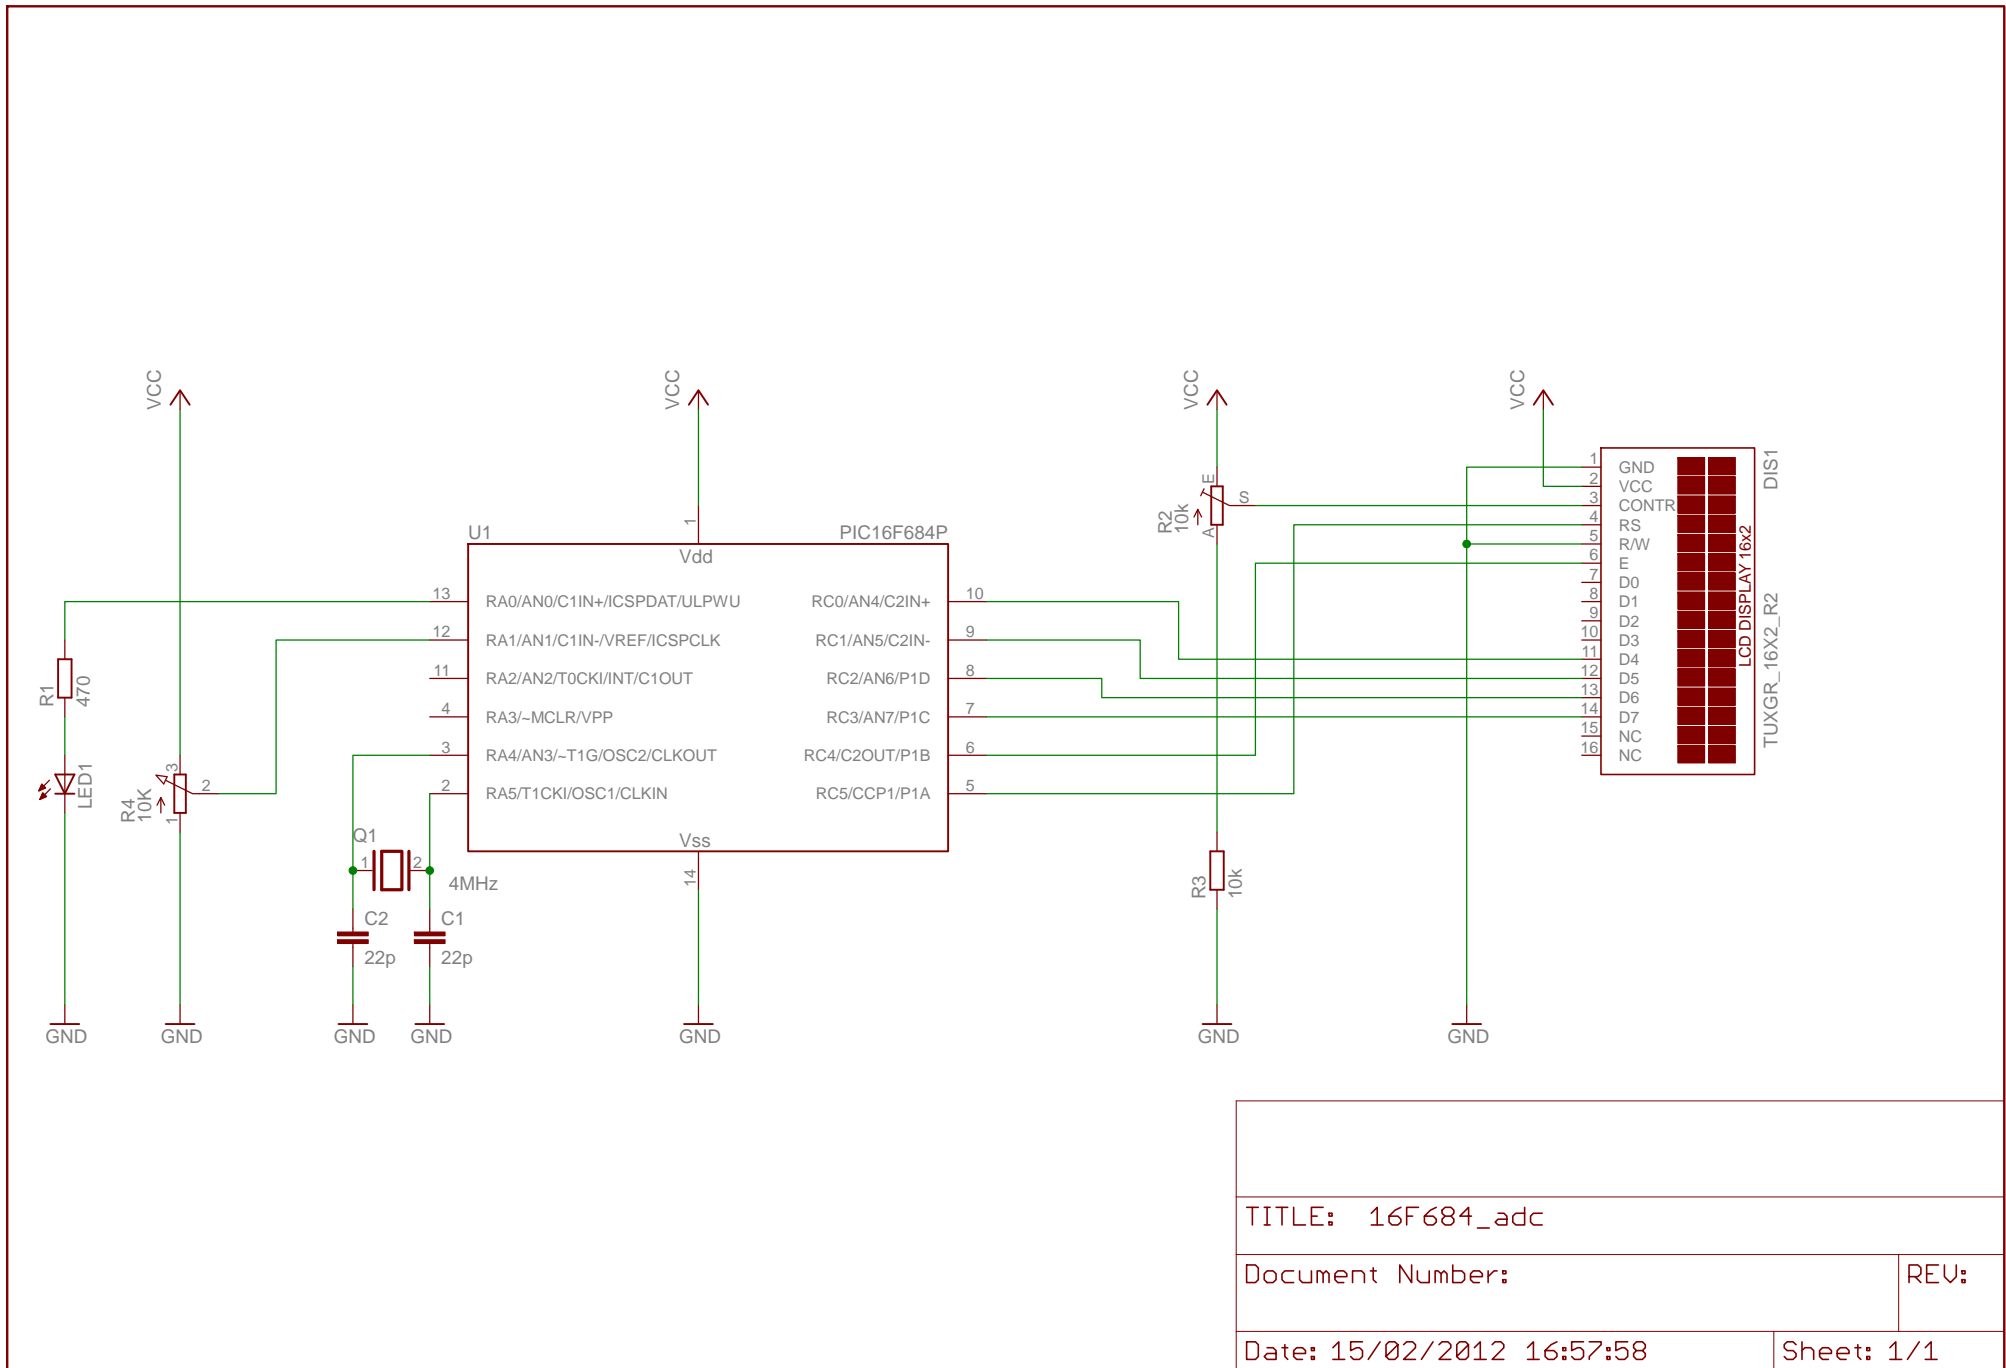 VCC
VCC
VCC
VCC
U1
PIC16F684P
1
Vdd
13 RA0/AN0/C1IN+/ICSPDAT/ULPWU
12 RA1/AN1/C1IN-/VREF/ICSPCLK
11 RA2/AN2/T0CKI/INT/C1OUT
4 RA3/~MCLR/VPP
3 RA4/AN3/~T1G/OSC2/CLKOUT
2 RA5/T1CKI/OSC1/CLKIN
RC0/AN4/C2IN+ 10
RC1/AN5/C2IN- 9
RC2/AN6/P1D 8
RC3/AN7/P1C 7
RC4/C2OUT/P1B 6
RC5/CCP1/P1A 5
Vss
14
R1
470
LED1
R4
10K
3
2
1
Q1
1
2
4MHz
C2
22p
C1
22p
R2
10k
E
S
A
R3
10k
1 GND
2 VCC
3 CONTR
4 RS
5 R/W
6 E
7 D0
8 D1
9 D2
10 D3
11 D4
12 D5
13 D6
14 D7
15 NC
16 NC
LCD DISPLAY 16x2
DIS1
TUXGR_16X2_R2
GND
GND
GND
GND
GND
GND
GND
TITLE: 16F684_adc
Document Number:
REV:
Date: 15/02/2012 16:57:58
Sheet: 1/1